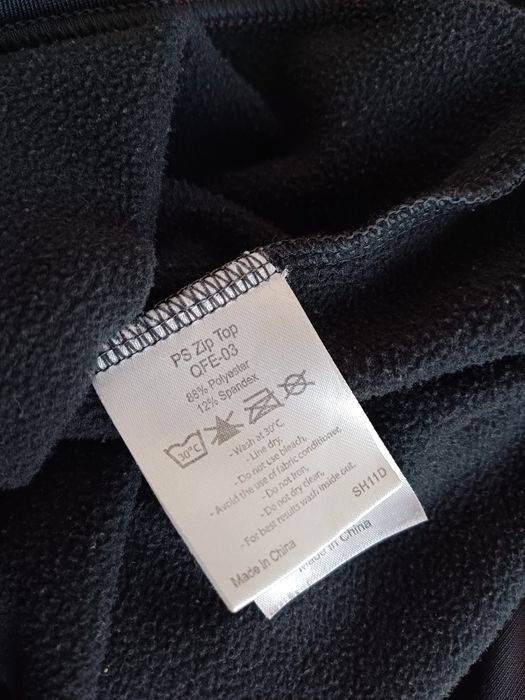 PS Zip Top
QFE-03
88% Polyester
12% Spandex
30°C
-Wash at 30°C
- Line dry,
- Do not use bleach,
- Avoid the use of fabric conditioner,
- Do not iron,
- Do not dry clean,
- For best results wash inside out.
SH11D
Made in China
Made in China